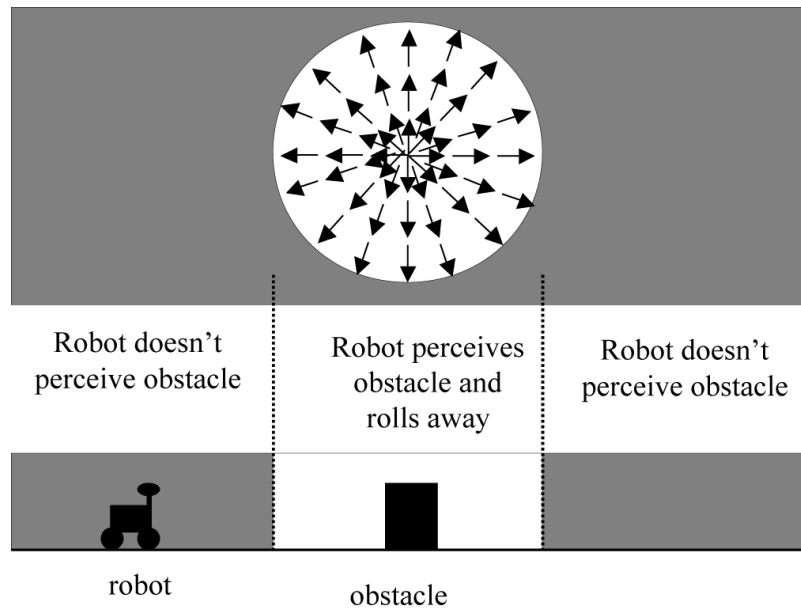 Robot doesn’t
perceive obstacle
Robot perceives
obstacle and
rolls away
Robot doesn’t
perceive obstacle
robot
obstacle